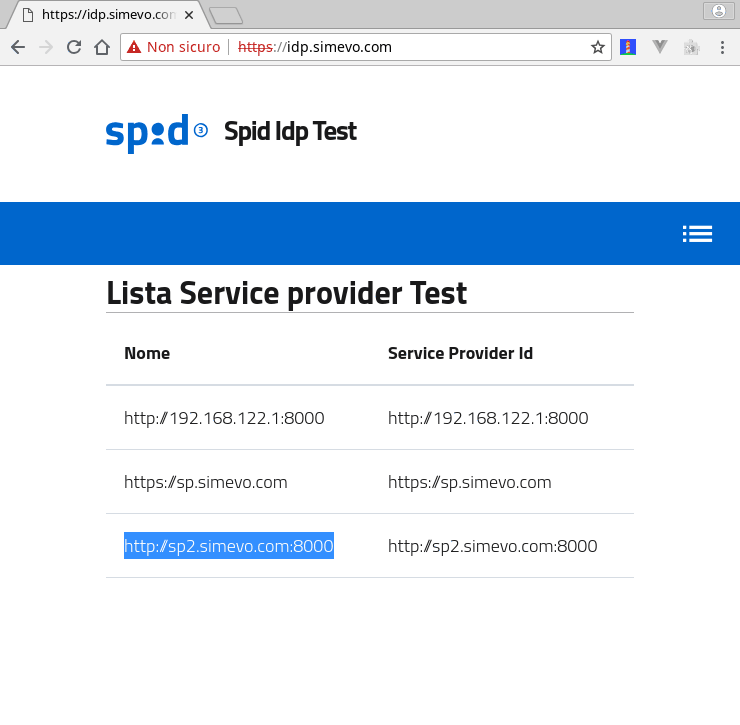 https://idp.simevo.con
Non sicuro https://idp.simevo.com
spid 3 Spid Idp Test
Lista Service provider Test
Nome Service Provider Id
http://192.168.122.1:8000 http://192.168.122.1:8000
https://sp.simevo.com https://sp.simevo.com
http://sp2.simevo.com:8000 http://sp2.simevo.com:8000